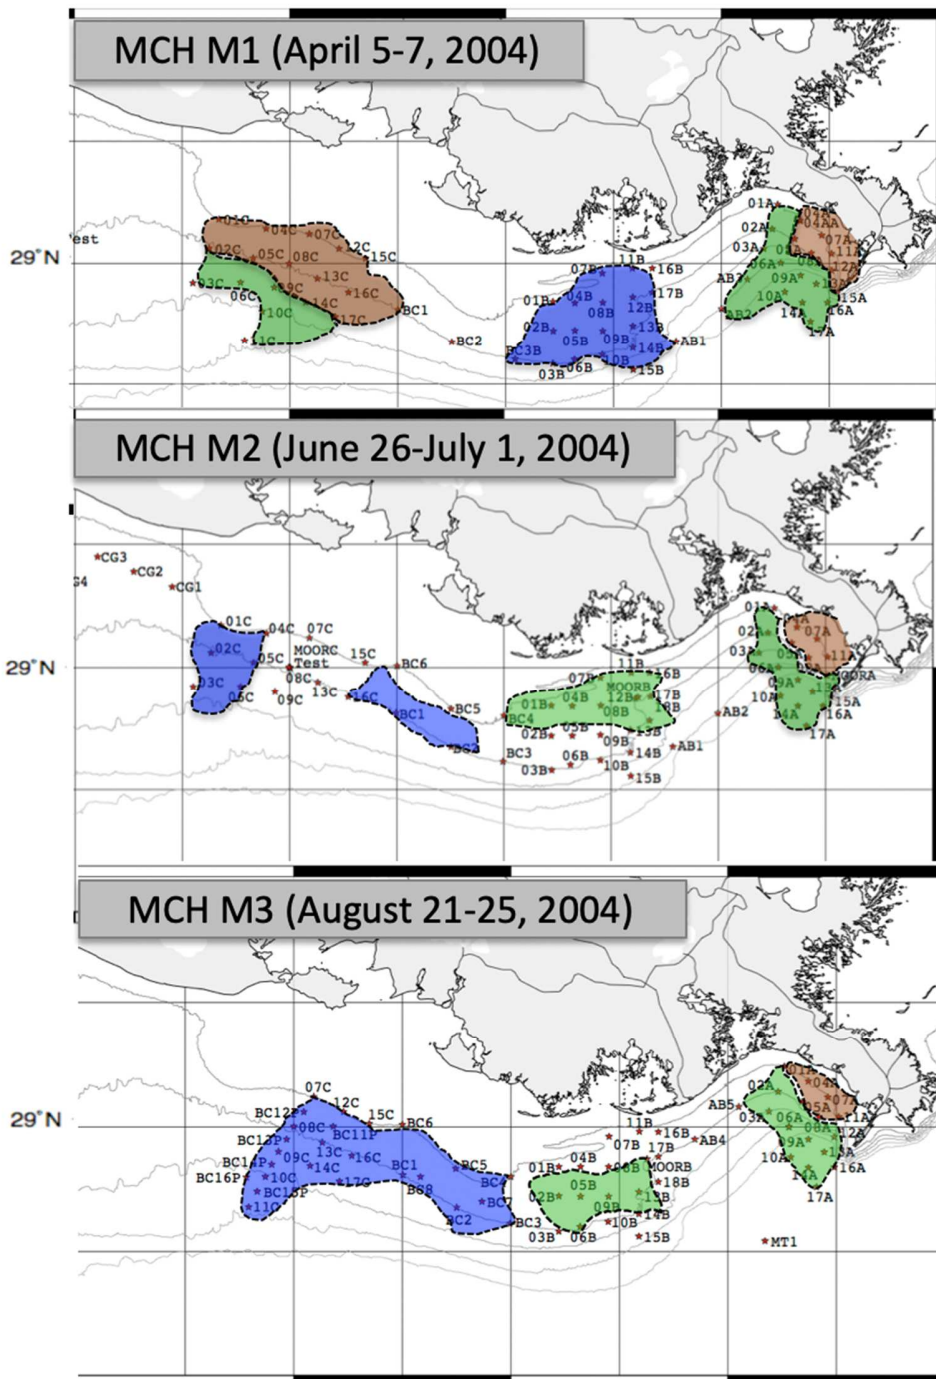 MCH M1 (April 5-7, 2004)
01A
02A
04AA
07A
04C
07C
03A
12C
11A
02C
15C
05C
08C
29°N
est
11B
16B
06A
12A
03C
06C
13C
09C
16C
07B
09A
AB3
17B
14C
10A
15A
01B
04B
12B
10C
BC1
08B
14A
16A
AB2
17C
02B
05B
09B
13B
17A
11C
BC2
BC3B
14B
AB1
03B
06B
10B
15B
MCH M2 (June 26-July 1, 2004)
CG3
G4
CG2
CG1
01A
01C
04C
07C
02A
07A
MOORC
Test
02C
05C
15C
BC6
11B
03A
11A
29°N
08C
07B
16B
06A
MOORA
03C
06C
13C
16C
MOORB
09A
09C
04B
12B
17B
10A
15A
BC1
BC5
01B
08B
18B
AB2
14A
16A
BC4
02B
05B
09B
17A
BC3
06B
14B
AB1
03B
10B
15B
MCH M3 (August 21-25, 2004)
01A
02A
04A
07C
07A
12C
AB5
05A
BC12P
15C
BC6
03A
06A
11A
29°N
08C
BC11P
11B
16B
08A
BC13P
07B
AB4
12A
13C
17B
09A
09C
16C
BC14P
14C
01B
04B
MOORB
10A
16A
BC16P
10C
BC1
BC5
BC4
05B
18B
17C
BC7
02B
13B
17A
11C
09B
BC2
BC3
10B
14B
03B
06B
15B
MT1